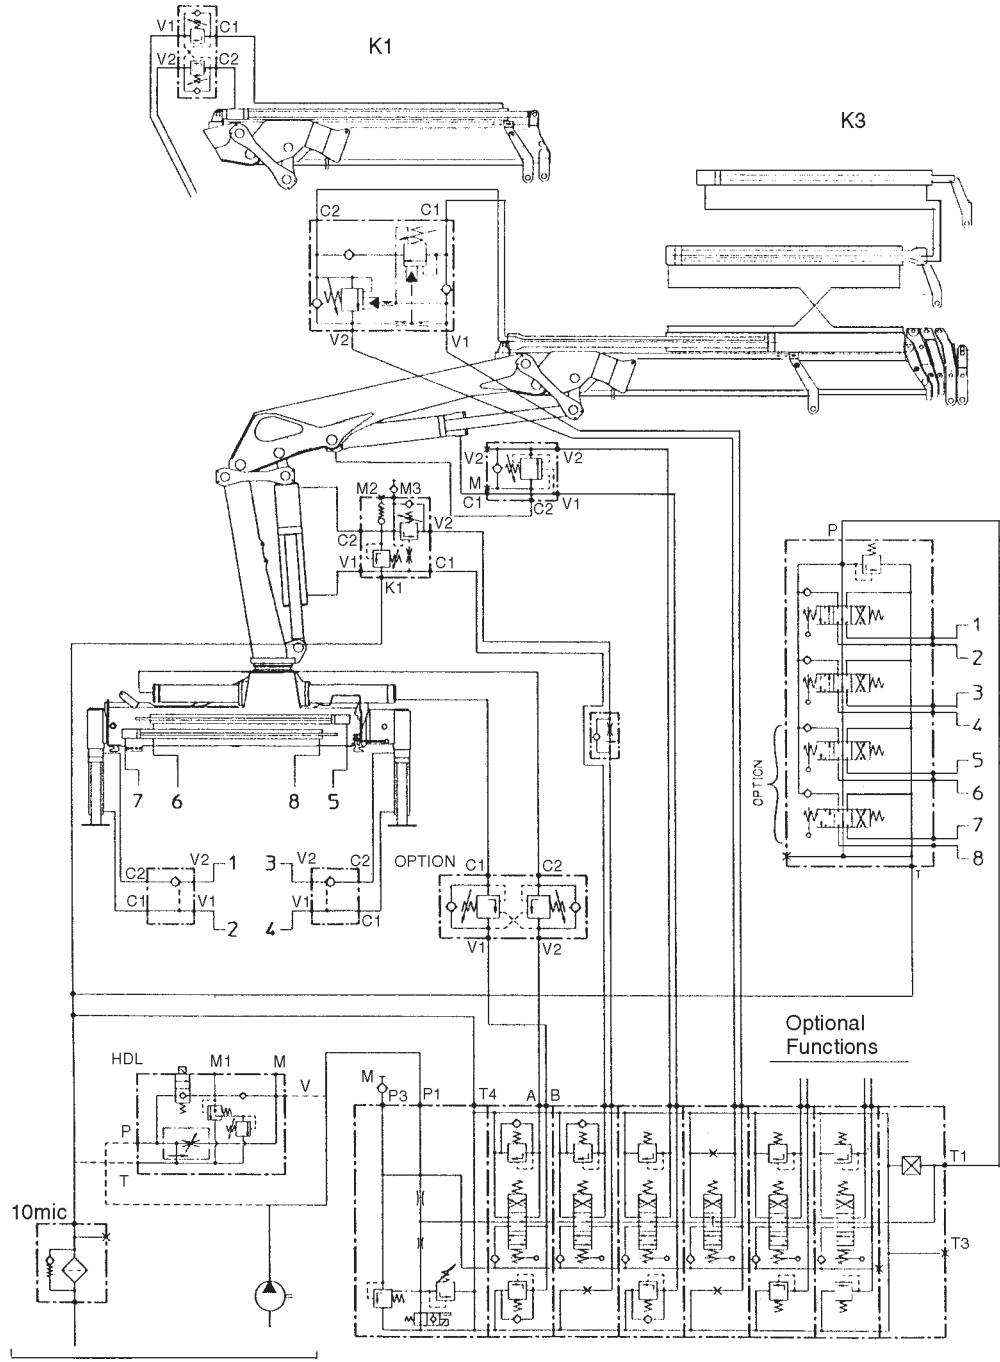 V1 C1
K1
V2 C2
K3
C2 C1
V2 V1
V2 V2
M
C1 C2 V1
M2 M3
V2
C2
V1 C1
K1
P
1
2
3
4
OPTION
5
6
7
8
T
7 6 8 5
V2 1 3 V2 C2
C2
C1 V1 V1
2 4 C1
OPTION C1 C2
V1 V2
Optional
Functions
HDL M1 M
V
P
T
M
P3 P1 T4 A B
T1
T3
10mic